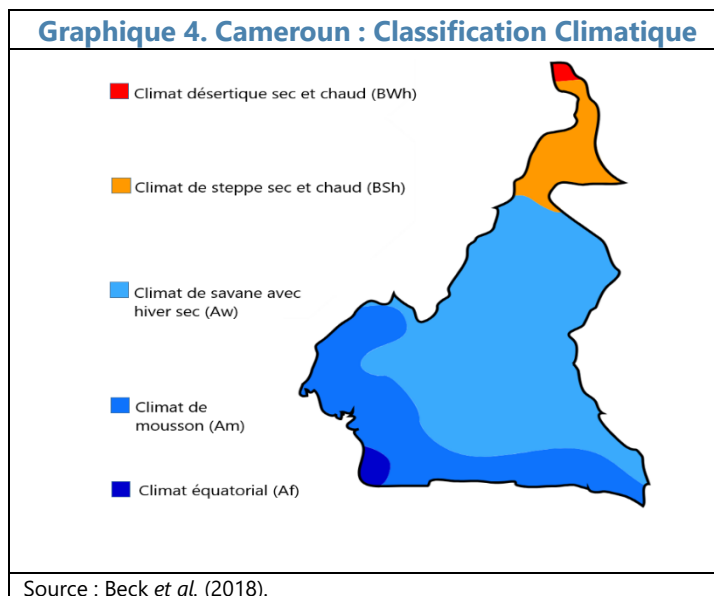 Graphique 4. Cameroun : Classification Climatique
Climat désertique sec et chaud (BWh)
Climat de steppe sec et chaud (BSh)
Climat de savane avec
hiver sec (Aw)
Climat de
mousson (Am)
Climat équatorial (Af)
Source : Beck et al. (2018).